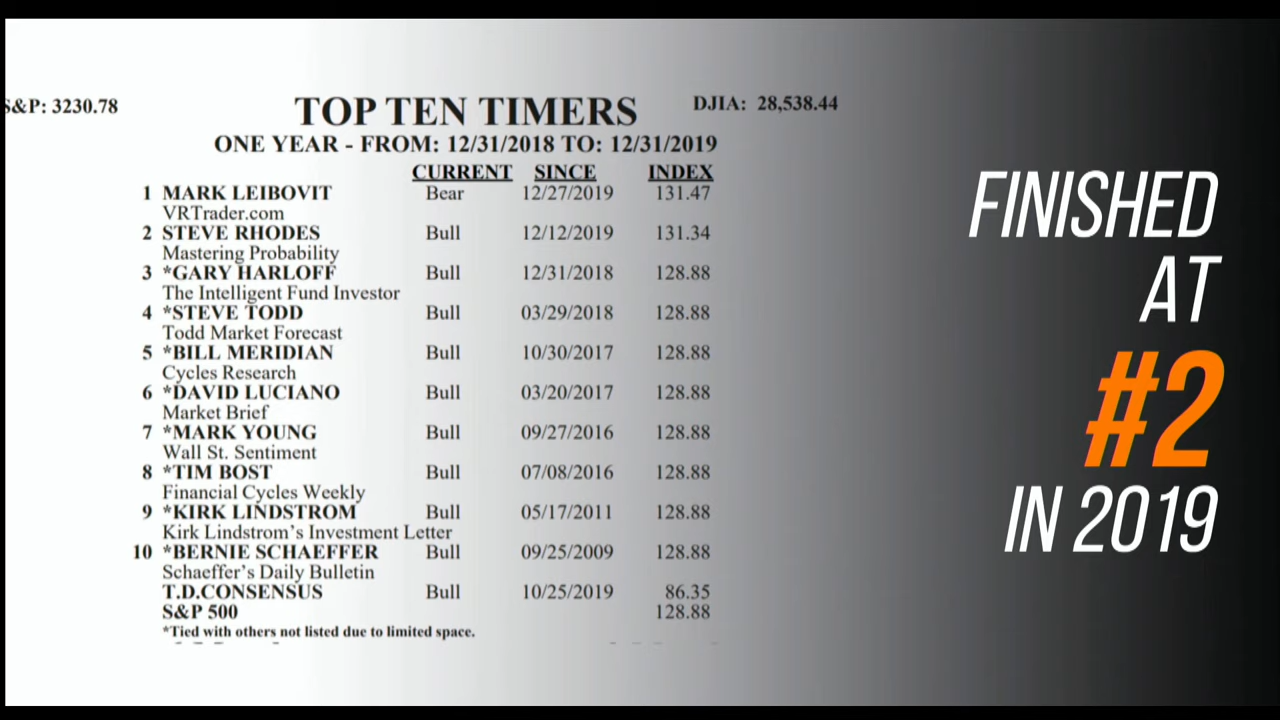 S&P: 3230.78
TOP TEN TIMERS
DJIA: 28,538.44
ONE YEAR - FROM: 12/31/2018 TO: 12/31/2019
CURRENT SINCE INDEX
1 MARK LEIBOVIT Bear 12/27/2019 131.47
VRTrader.com
2 STEVE RHODES Bull 12/12/2019 131.34
Mastering Probability
3 *GARY HARLOFF Bull 12/31/2018 128.88
The Intelligent Fund Investor
4 *STEVE TODD Bull 03/29/2018 128.88
Todd Market Forecast
5 *BILL MERIDIAN Bull 10/30/2017 128.88
Cycles Research
6 *DAVID LUCIANO Bull 03/20/2017 128.88
Market Brief
7 *MARK YOUNG Bull 09/27/2016 128.88
Wall St. Sentiment
8 *TIM BOST Bull 07/08/2016 128.88
Financial Cycles Weekly
9 *KIRK LINDSTROM Bull 05/17/2011 128.88
Kirk Lindstrom's Investment Letter
10 *BERNIE SCHAEFFER Bull 09/25/2009 128.88
Schaeffer's Daily Bulletin
T.D.CONSENSUS Bull 10/25/2019 86.35
S&P 500 128.88
*Tied with others not listed due to limited space.
FINISHED
AT
#2
IN 2019